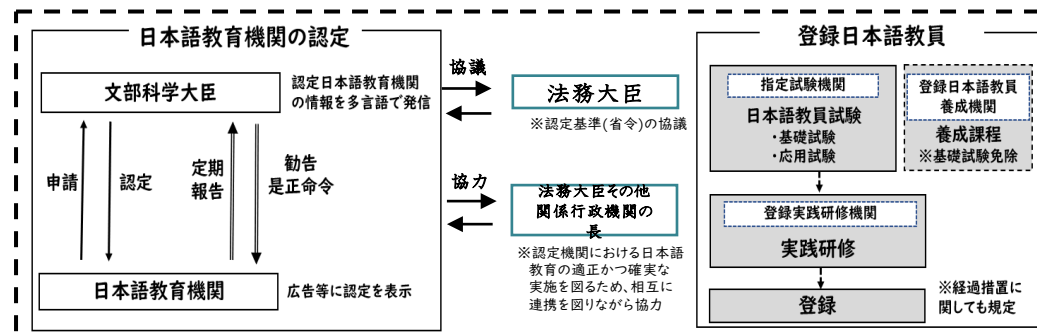 日本語教育機関の認定
文部科学大臣
認定日本語教育機関
の情報を多言語で発信
申請
認定
定期
報告
勧告
是正命令
日本語教育機関
広告等に認定を表示
協議
法務大臣
※認定基準(省令)の協議
協力
法務大臣その他
関係行政機関の
長
※認定機関における日本語
教育の適正かつ確実な
実施を図るため、相互に
連携を図りながら協力
登録日本語教員
指定試験機関
日本語教員試験
・基礎試験
・応用試験
登録日本語教員
養成機関
養成課程
※基礎試験免除
登録実践研修機関
実践研修
登録
※経過措置に
関しても規定